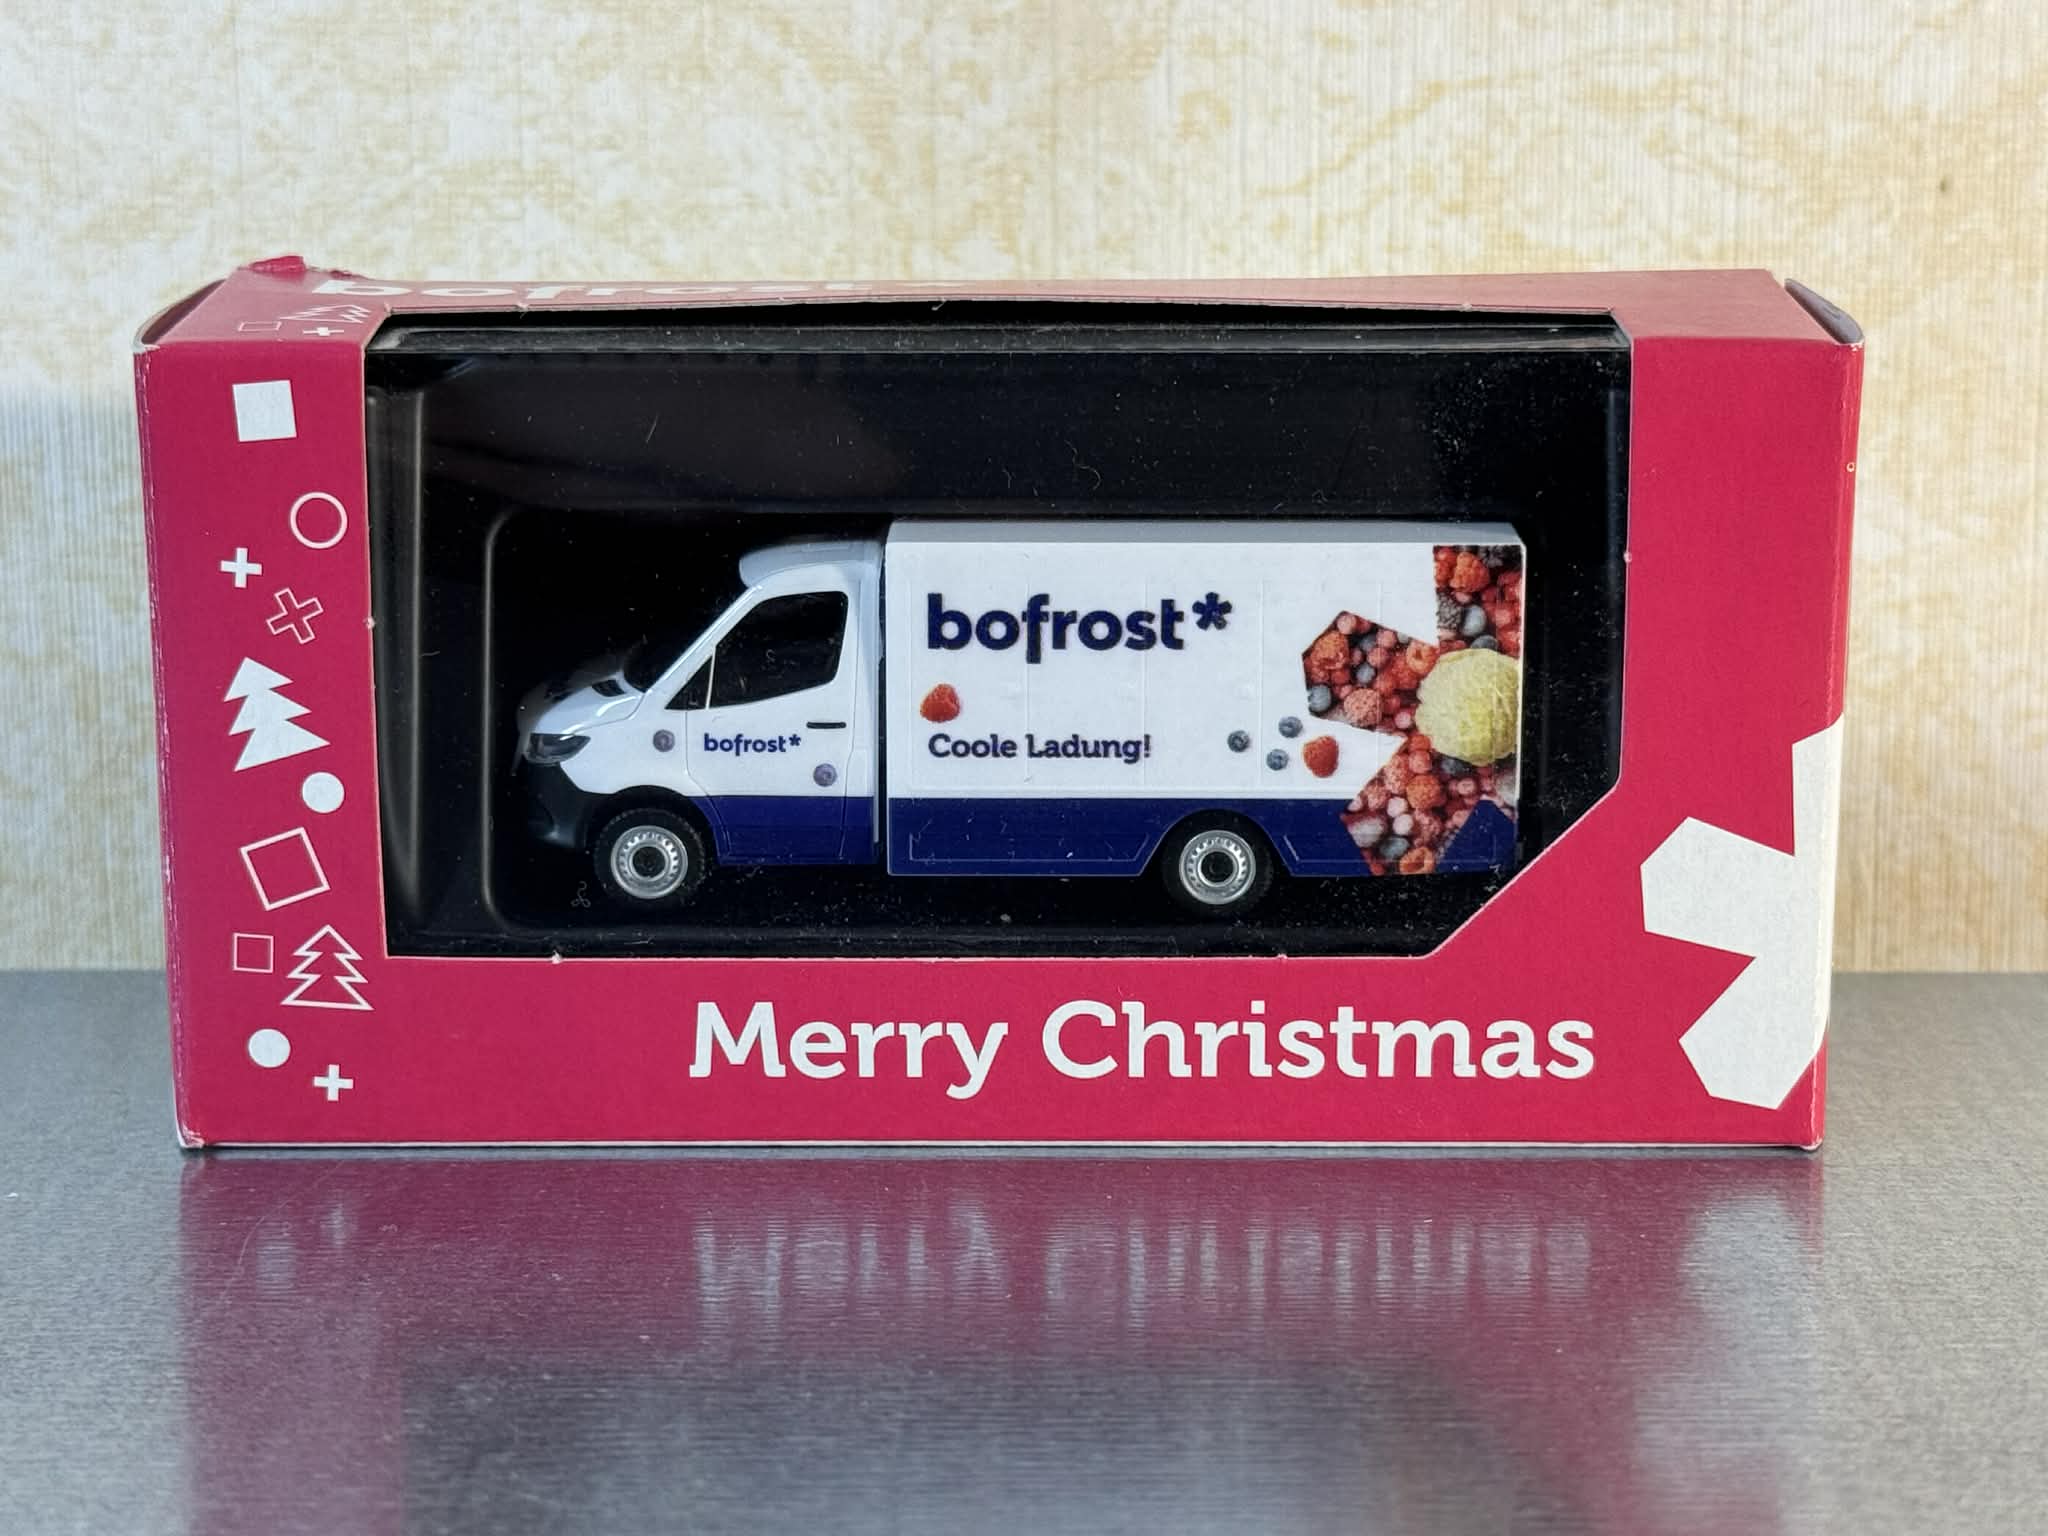 bofrost*
bofrost*
bofrost*
Coole Ladung!
Merry Christmas